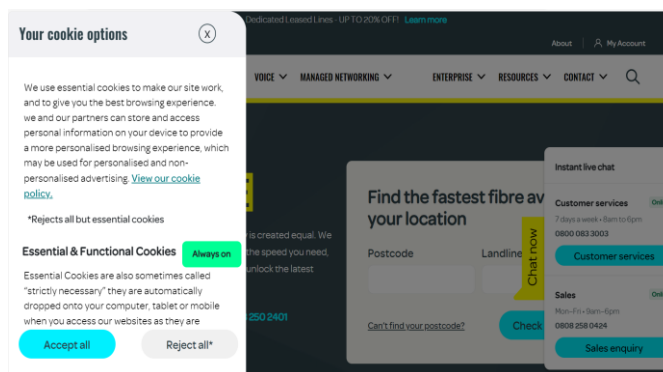 Dedicated Leased Lines - UP TO 20% OFF! Learn more
Your cookie options
X
About
My Account
VOICE
MANAGED NETWORKING
ENTERPRISE
RESOURCES
CONTACT
We use essential cookies to make our site work,
and to give you the best browsing experience.
we and our partners can store and access
personal information on your device to provide
a more personalised browsing experience, which
may be used for personalised and non-
personalised advertising. View our cookie
policy.
*Rejects all but essential cookies
Essential & Functional Cookies
Always on
Essential Cookies are also sometimes called
"strictly necessary" they are automatically
dropped onto your computer, tablet or mobile
when you access our websites as they are
Accept all
Reject all*
is created equal. We
the speed you need,
unlock the latest
250 2401
Find the fastest fibre av
your location
Postcode
Landline
Can't find your postcode?
Check
Chat now
Instant live chat
Customer services
Onl
7 days a week • 8am to 6pm
0800 083 3003
Customer services
Sales
Onl
Mon-Fri • 8am-6pm
0808 258 0424
Sales enquiry